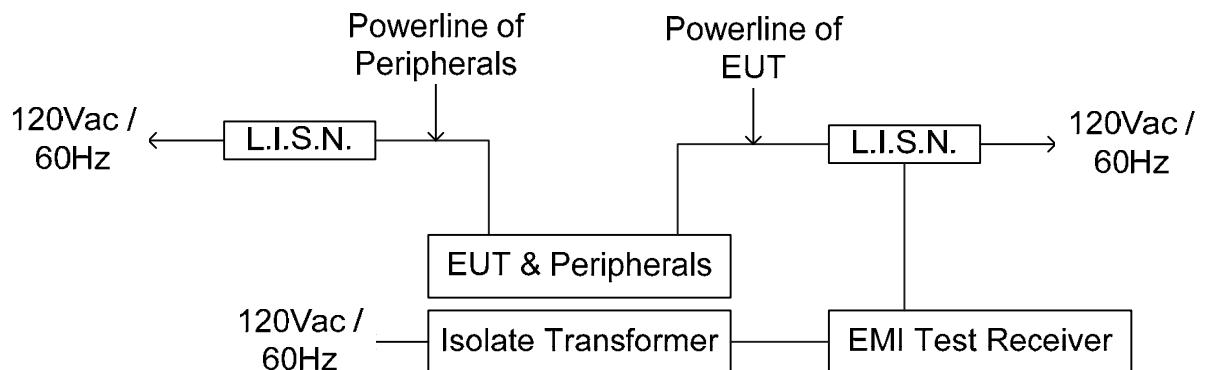 Powerline of
Peripherals
Powerline of
EUT
120Vac /
60Hz
L.I.S.N.
L.I.S.N.
120Vac /
60Hz
EUT & Peripherals
120Vac /
60Hz
Isolate Transformer
EMI Test Receiver